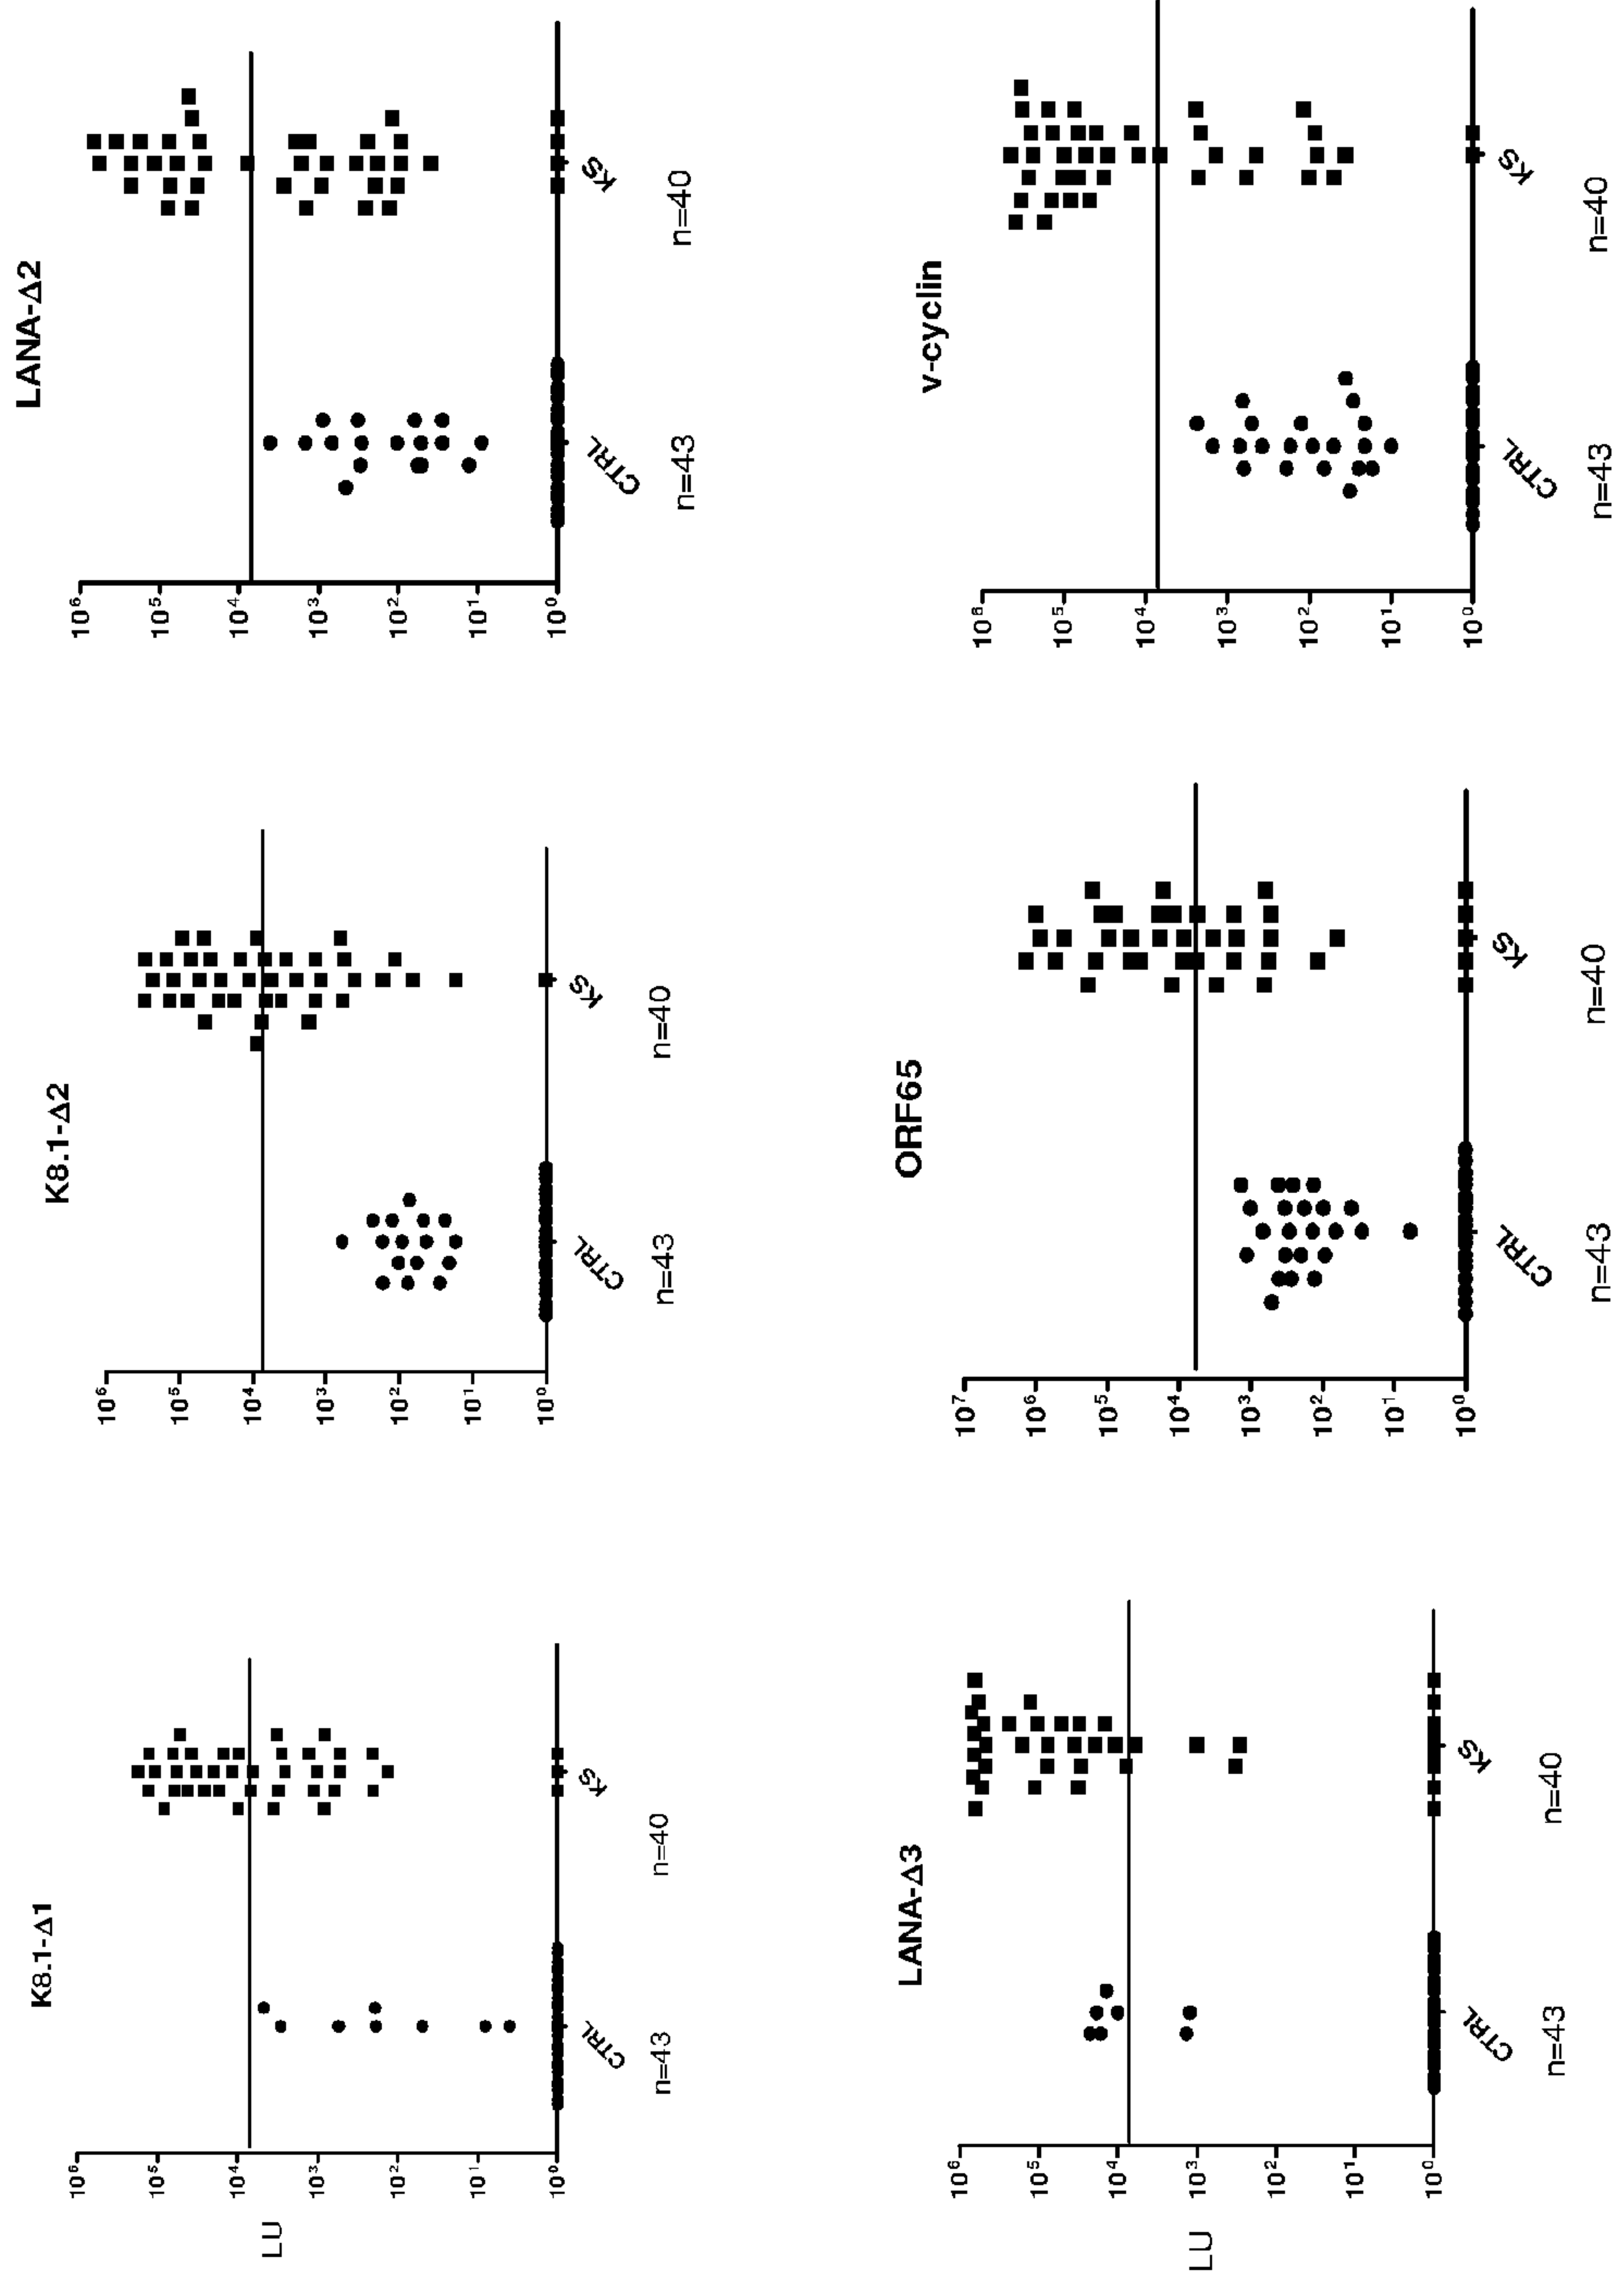 K8.1-Δ1
LU
10⁶
10⁵
10⁴
10³
10²
10¹
10⁰
CTRL
KS
n=43
n=40
K8.1-Δ2
10⁶
10⁵
10⁴
10³
10²
10¹
10⁰
CTRL
KS
n=43
n=40
LANA-Δ2
10⁶
10⁵
10⁴
10³
10²
10¹
10⁰
CTRL
KS
n=43
n=40
LANA-Δ3
LU
10⁶
10⁵
10⁴
10³
10²
10¹
10⁰
CTRL
KS
n=43
n=40
ORF65
10⁷
10⁶
10⁵
10⁴
10³
10²
10¹
10⁰
CTRL
KS
n=43
n=40
v-cyclin
10⁶
10⁵
10⁴
10³
10²
10¹
10⁰
CTRL
KS
n=43
n=40